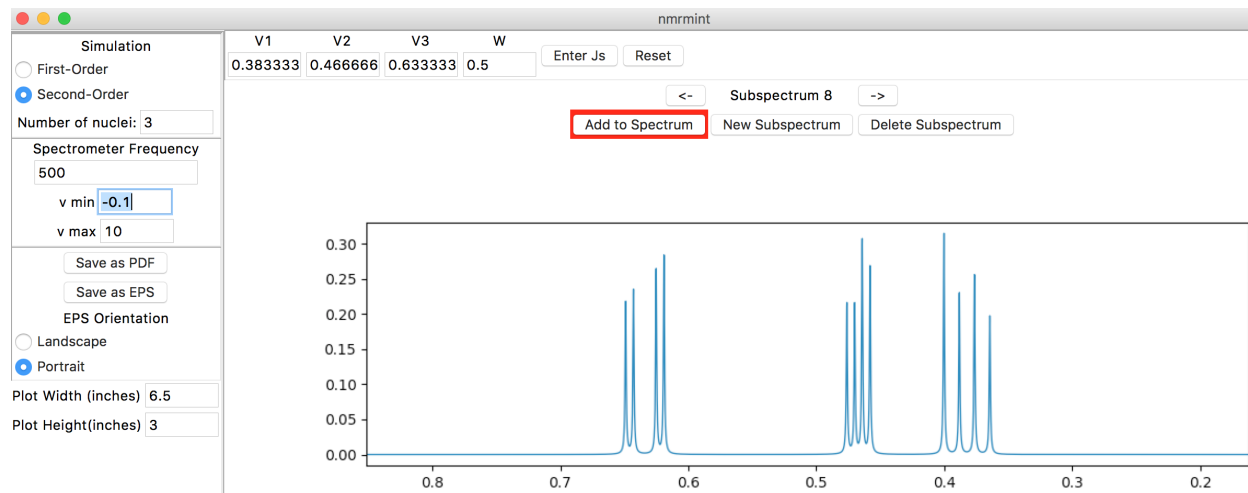 nmrmint
Simulation
First-Order
Second-Order
Number of nuclei: 3
Spectrometer Frequency
500
v min -0.1
v max 10
Save as PDF
Save as EPS
EPS Orientation
Landscape
Portrait
Plot Width (inches) 6.5
Plot Height(inches) 3
V1 V2 V3 W
0.383333 0.466666 0.633333 0.5 Enter Js Reset
<- Subspectrum 8 ->
Add to Spectrum New Subspectrum Delete Subspectrum
0.30
0.25
0.20
0.15
0.10
0.05
0.00
0.8 0.7 0.6 0.5 0.4 0.3 0.2